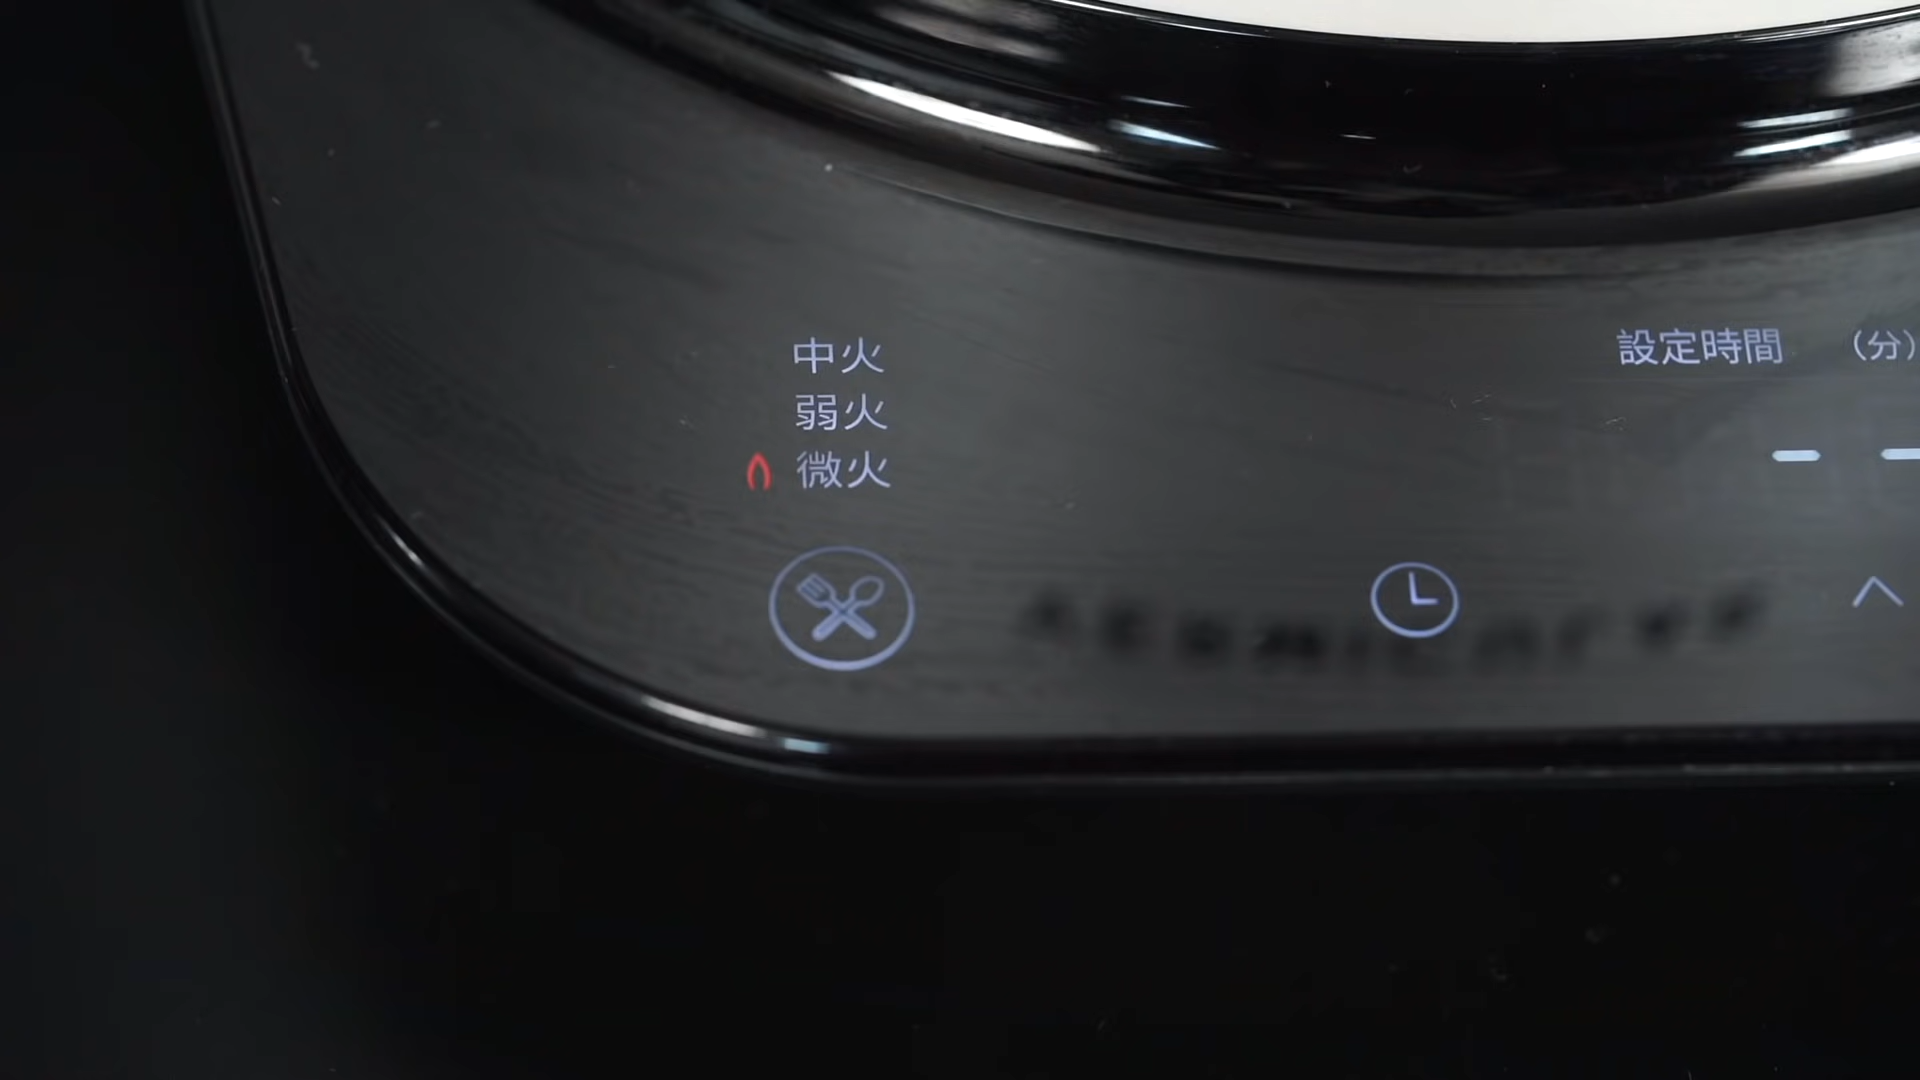 中火
弱火
微火
設定時間 （分）
- -